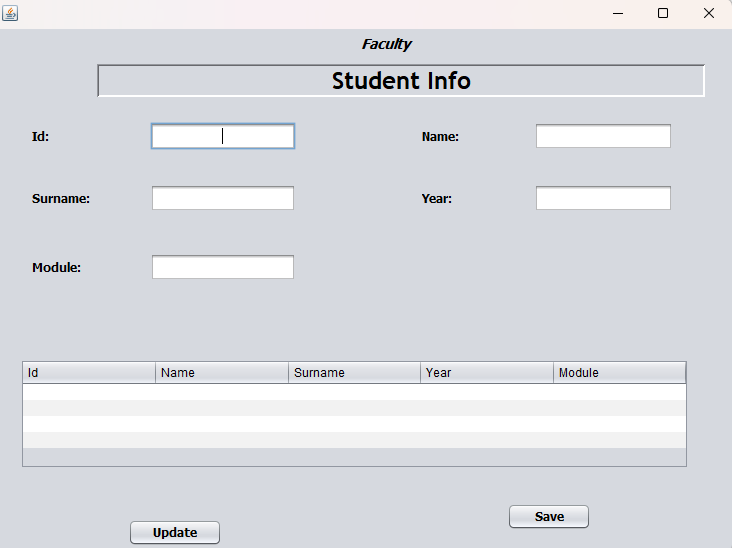 Faculty
Student Info
Id: Name:
Surname: Year:
Module:
Id Name Surname Year Module
Save
Update